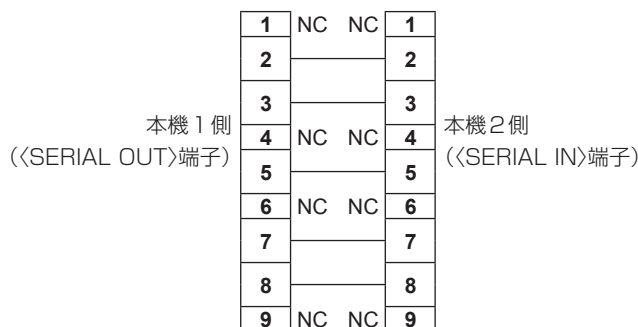 1 NC NC 1
2 2
3 3
本機1側 本機2側
4 NC NC 4
(〈SERIAL OUT〉端子) (〈SERIAL IN〉端子)
5 5
6 NC NC 6
7 7
8 8
9 NC NC 9